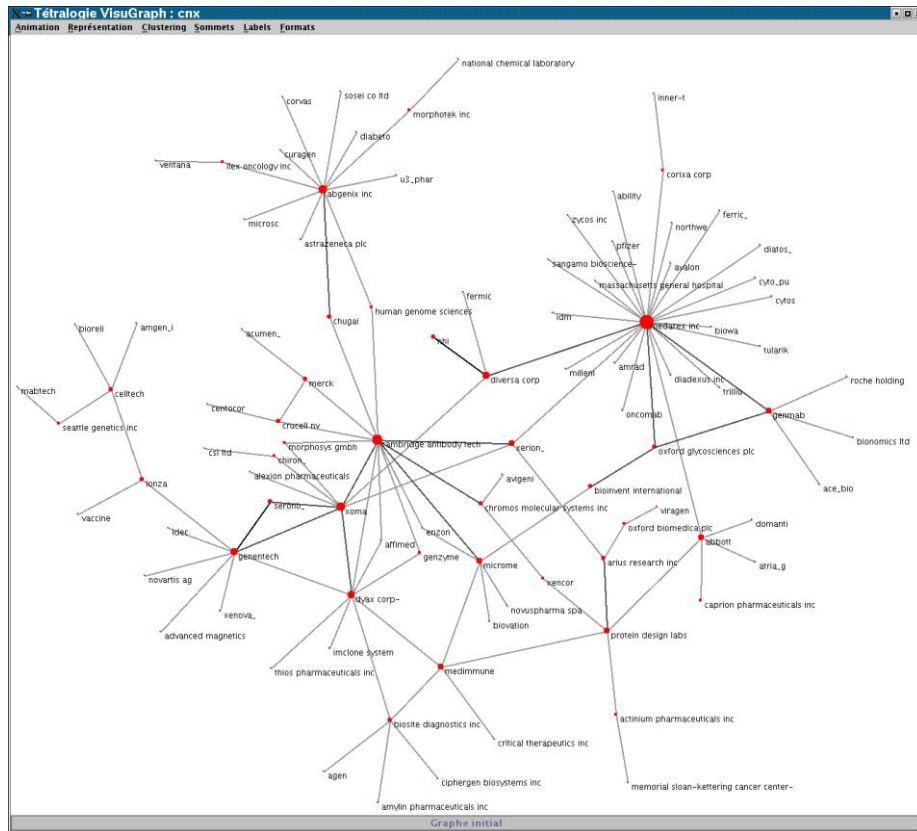 Tétralogie VisuGraph : cnx
Animation Représentation Clustering Sommets Labels Formats
national chemical laboratory
sosei co ltd
corvas
inner-t
morphotek inc
diabeto
curagen
ventana
ilex oncology inc
corixa corp
u3_phar
abgenix inc
ability
microsc
zycos inc
northwe
ferric_
astrazeneca plc
pfizer
diatos_
sangamo bioscience-
avalon
massachusetts general hospital
cyto_pu
cytos
fermic
human genome sciences
idm
medarex inc
chugai
biowa
bioreli
amgen_i
acumen_
nbi
tularik
milleni
amrad
diversa corp
diadexus inc
roche holding
merck
trillid
mabtech
celltech
centocor
oncomab
genmab
seattle genetics inc
crucell nv
bionomics ltd
morphosys gmbh
cambridge antibody tech
xerion_
oxford glycosciences plc
csl ltd
chiron_
alexion pharmaceuticals
avigeni
lonza
bioinvent international
ace_bio
serono_
xoma
chromos molecular systems inc
vaccine
viragen
oxford biomedica plc
domanti
idec
enzon
abbott
affimed
genentech
genzyme
microme
arius research inc
atria_g
novartis ag
xencor
dyax corp-
caprion pharmaceuticals inc
xenova_
novuspharma spa
advanced magnetics
biovation
protein design labs
imclone system
thios pharmaceuticals inc
medimmune
biosite diagnostics inc
actinium pharmaceuticals inc
critical therapeutics inc
agen
ciphergen biosystems inc
memorial sloan-kettering cancer center-
amylin pharmaceuticals inc
Graphe initial